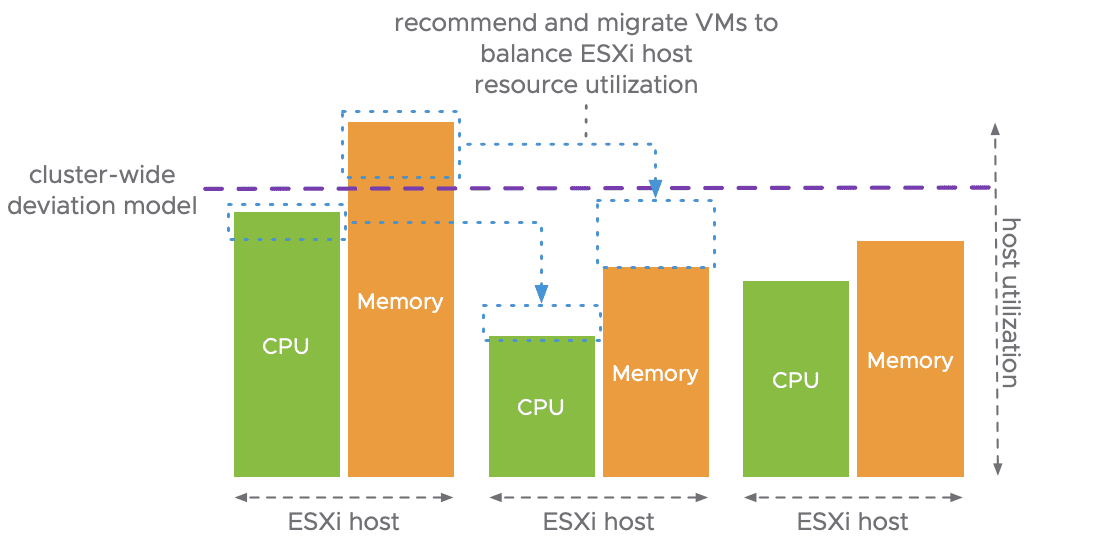 recommend and migrate VMs to
balance ESXi host
resource utilization
cluster-wide
deviation model
host utilization
CPU
Memory
CPU
Memory
CPU
Memory
ESXi host
ESXi host
ESXi host